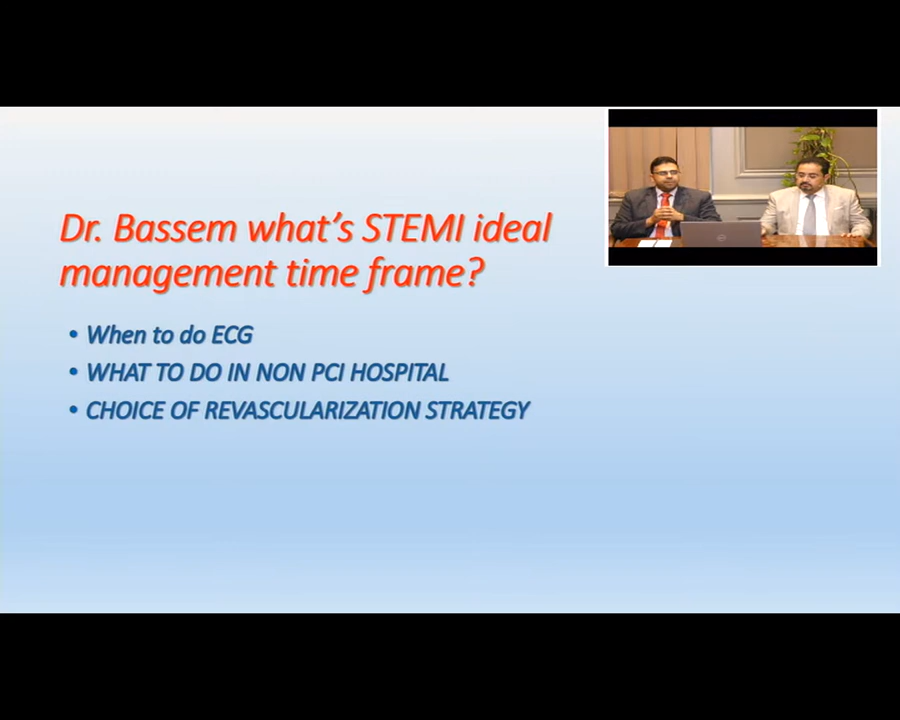 Dr. Bassem what's STEMI ideal
management time frame?
• When to do ECG
• WHAT TO DO IN NON PCI HOSPITAL
• CHOICE OF REVASCULARIZATION STRATEGY